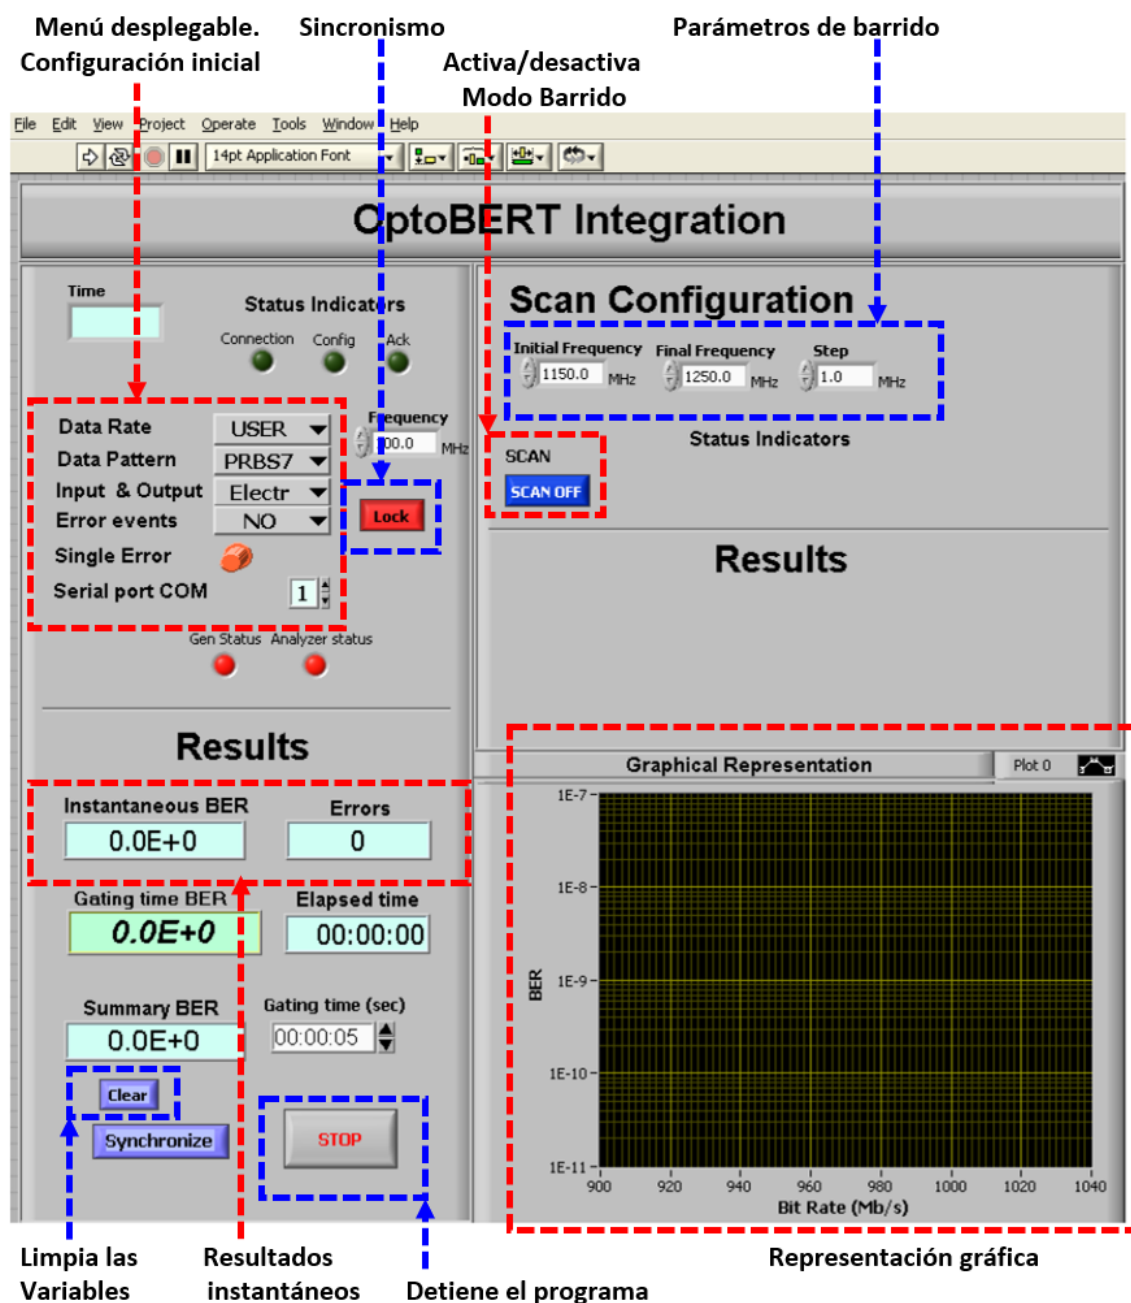 Menú desplegable.
Configuración inicial
Sincronismo
Activa/desactiva
Modo Barrido
Parámetros de barrido
File Edit View Project Operate Tools Window Help
14pt Application Font
OptoBERT Integration
Time
Status Indicators
Connection Config Ack
Data Rate USER
Data Pattern PRBS7
Input & Output Electr
Error events NO
Single Error
Serial port COM 1
Frequency
MHz
Lock
Gen Status Analyzer status
Results
Instantaneous BER Errors
0.0E+0 0
Gating time BER Elapsed time
0.0E+0 00:00:00
Summary BER Gating time (sec)
0.0E+0 00:00:05
Clear
Synchronize
STOP
Scan Configuration
Initial Frequency Final Frequency Step
1150.0 MHz 1250.0 MHz 1.0 MHz
Status Indicators
SCAN
SCAN OFF
Results
Graphical Representation Plot 0
1E-7
1E-8
1E-9
1E-10
1E-11
BER
900 920 940 960 980 1000 1020 1040
Bit Rate (Mb/s)
Limpia las
Variables
Resultados
instantáneos
Detiene el programa
Representación gráfica